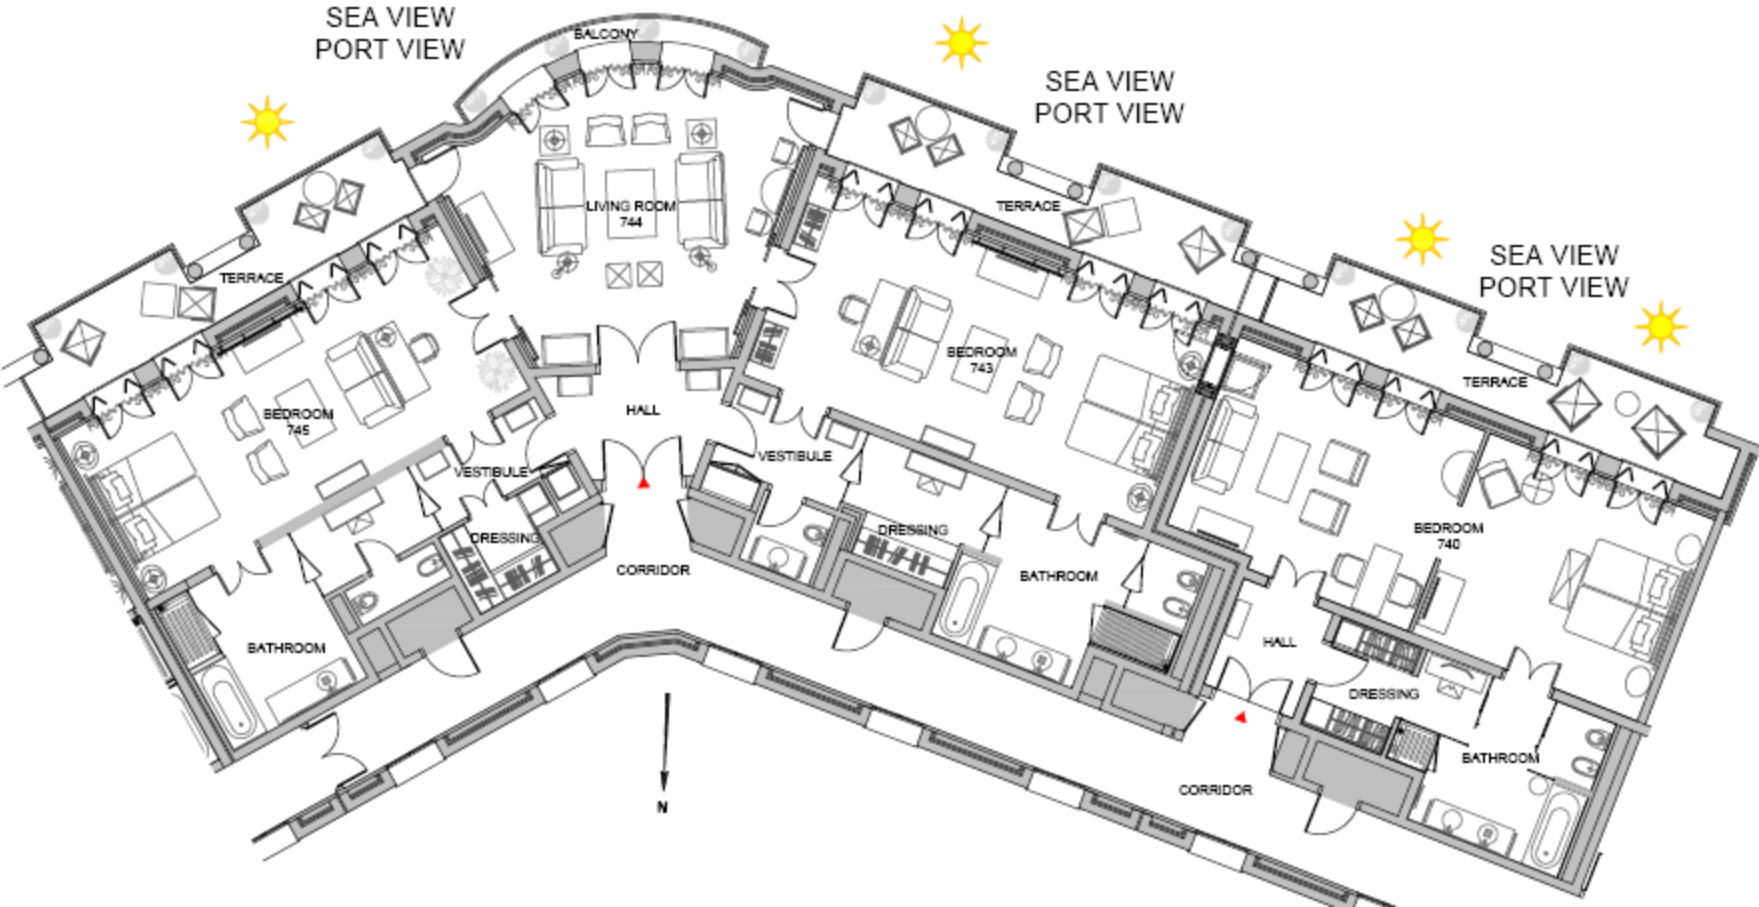 SEA VIEW
PORT VIEW
BALCONY
SEA VIEW
PORT VIEW
SEA VIEW
PORT VIEW
LIVING ROOM
744
TERRACE
TERRACE
TERRACE
BEDROOM
745
HALL
BEDROOM
743
VESTIBULE
VESTIBULE
DRESSING
DRESSING
BEDROOM
740
CORRIDOR
BATHROOM
BATHROOM
HALL
DRESSING
BATHROOM
CORRIDOR
N